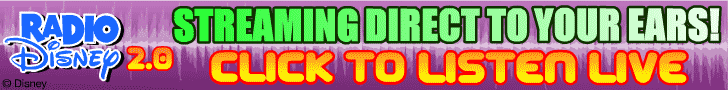 RADIO
Disney
2.0
STREAMING DIRECT TO YOUR EARS!
CLICK TO LISTEN LIVE
© Disney